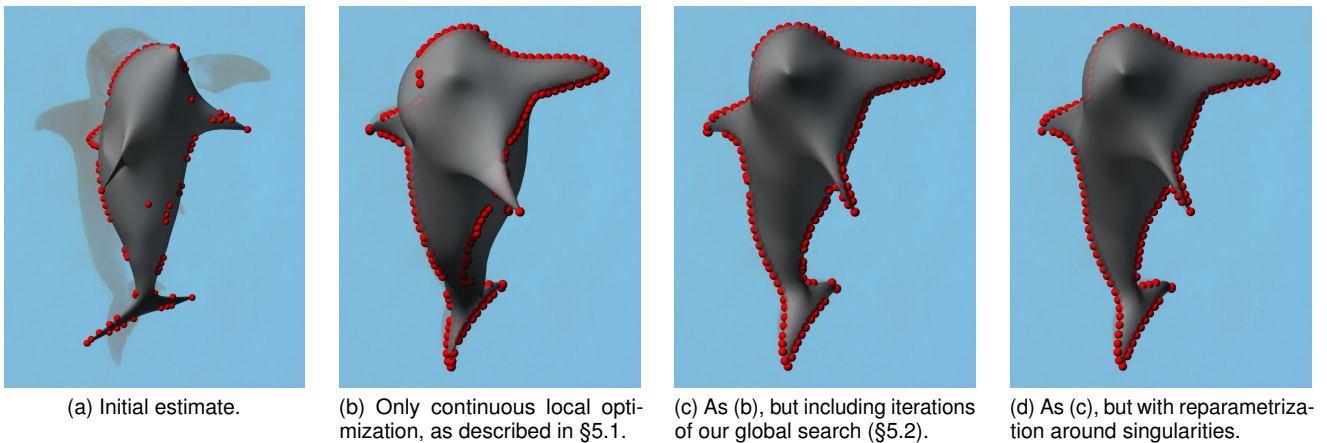 (a) Initial estimate.
(b) Only continuous local opti-
mization, as described in §5.1.
(c) As (b), but including iterations
of our global search (§5.2).
(d) As (c), but with reparametriza-
tion around singularities.